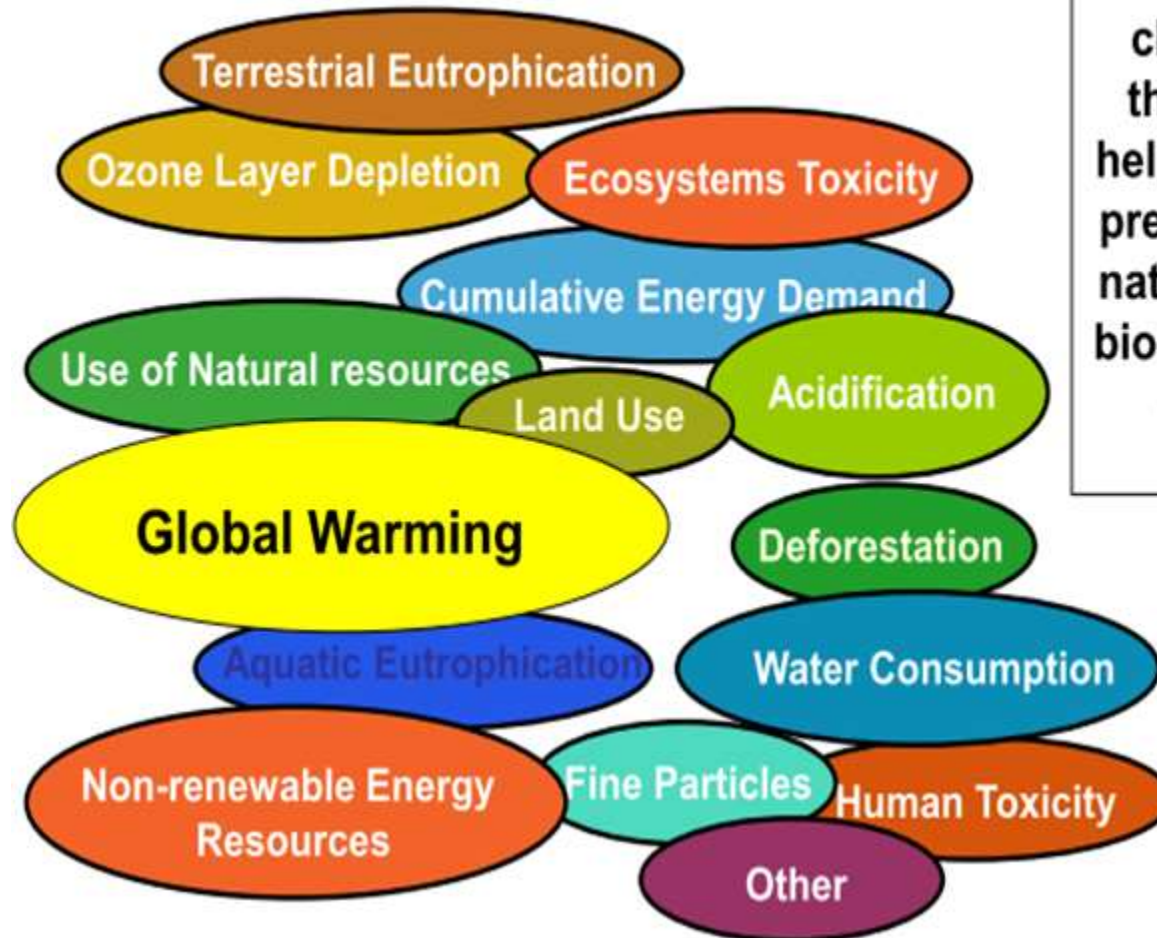 Terrestrial Eutrophication
Ozone Layer Depletion
Ecosystems Toxicity
Cumulative Energy Demand
Use of Natural resources
Land Use
Acidification
Global Warming
Deforestation
Aquatic Eutrophication
Water Consumption
Non-renewable Energy
Resources
Fine Particles
Human Toxicity
Other